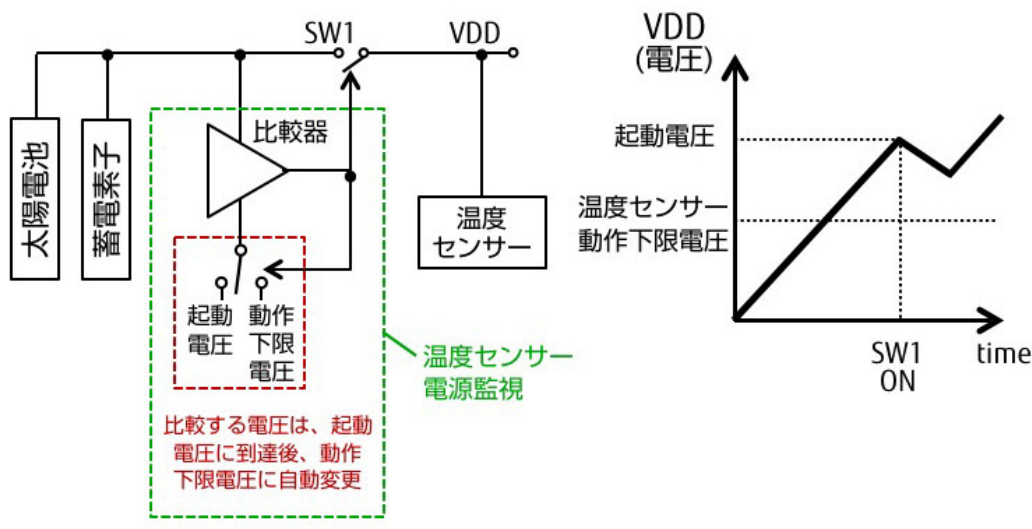 SW1
VDD
太陽電池
蓄電素子
比較器
温度
センサー
起動
電圧
動作
下限
電圧
温度センサー
電源監視
比較する電圧は、起動
電圧に到達後、動作
下限電圧に自動変更
VDD
(電圧)
起動電圧
温度センサー
動作下限電圧
SW1
ON
time